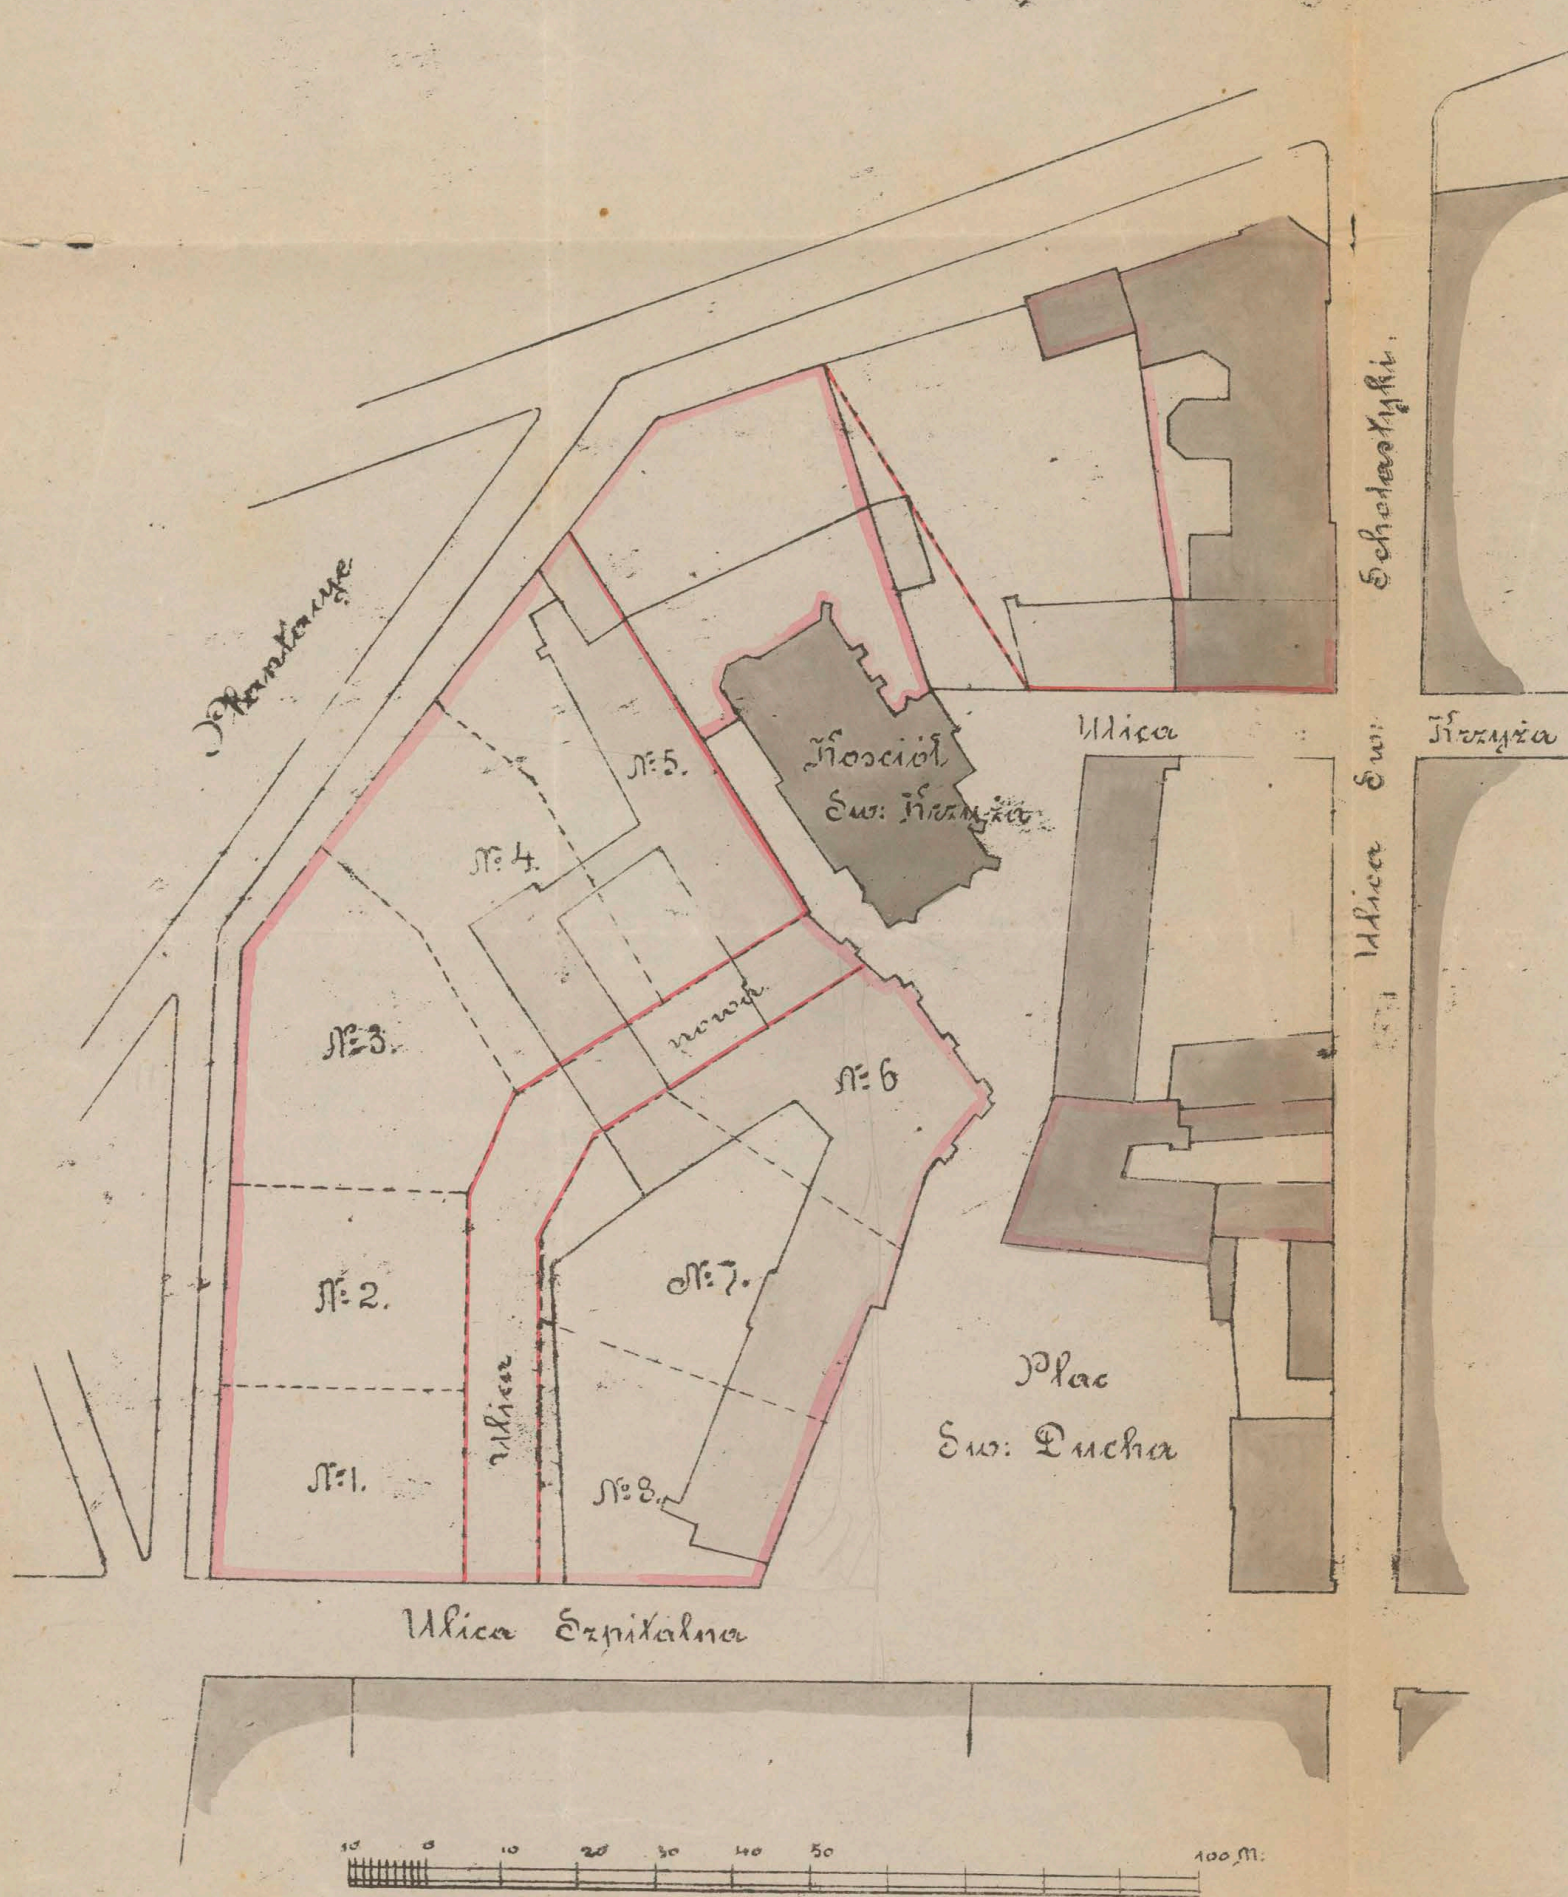 Plantacye
Schołastyki.
Ulica Św:
Ulica
Krzyża
№ 5.
Kościół
Św: Krzyża
№ 4.
nowa
№ 3.
№ 6
№ 2.
№ 7.
Ulica
Plac
Św: Ducha
№ 1.
№ 8.
Ulica Szpitalna
10 0 10 20 30 40 50 100 M: